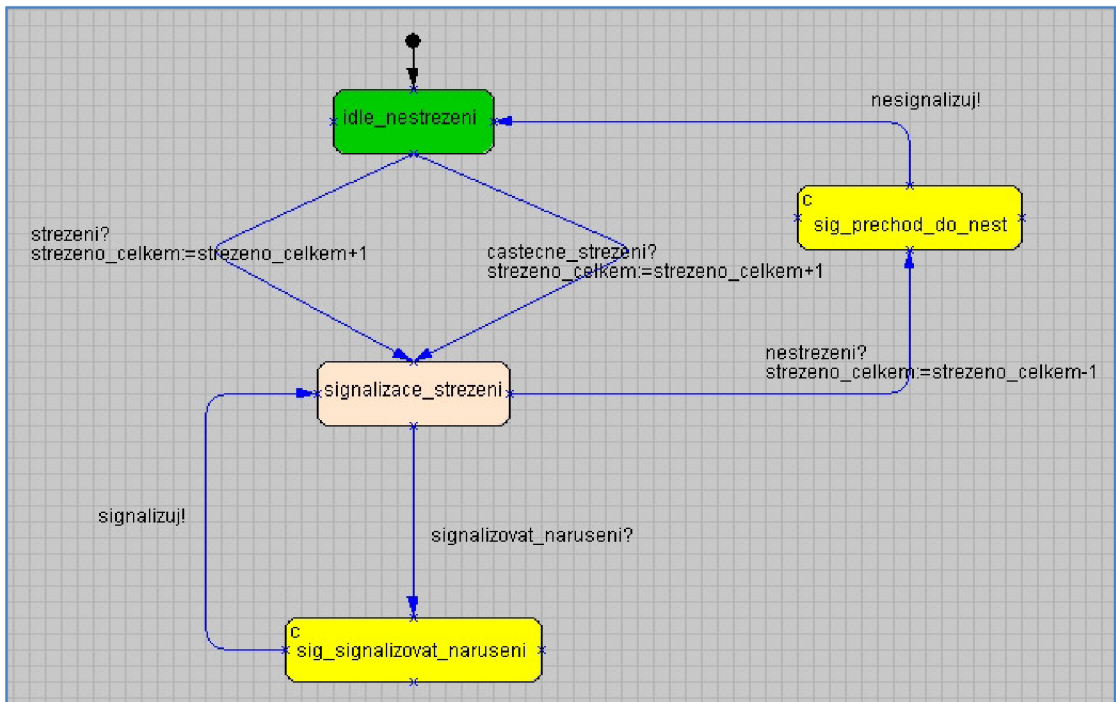 idle_nestrezeni
nesignalizuj!
C
sig_prechod_do_nest
strezeni?
strezeno_celkem:=strezeno_celkem+1
castecne_strezeni?
strezeno_celkem:=strezeno_celkem+1
nestrezeni?
strezeno_celkem:=strezeno_celkem-1
signalizace_strezeni
signalizuj!
signalizovat_naruseni?
C
sig_signalizovat_naruseni